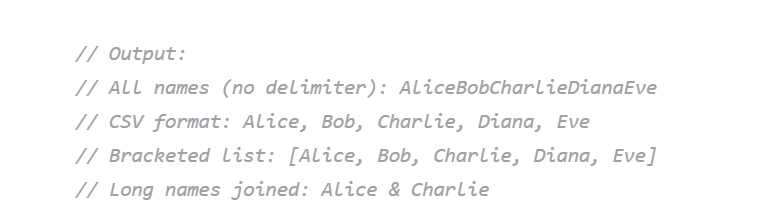 // Output:
// All names (no delimiter): AliceBobCharlieDianaEve
// CSV format: Alice, Bob, Charlie, Diana, Eve
// Bracketed list: [Alice, Bob, Charlie, Diana, Eve]
// Long names joined: Alice & Charlie